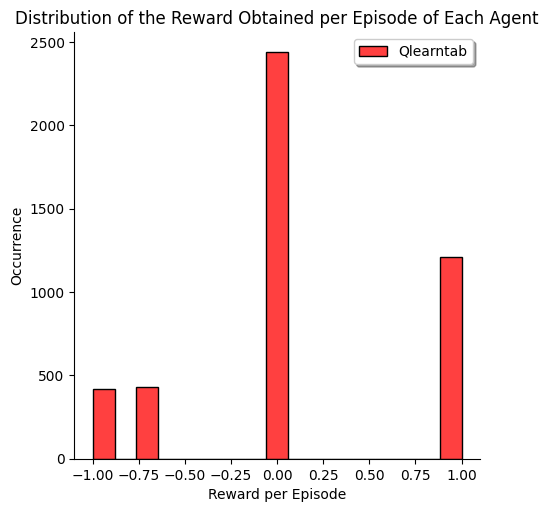 Distribution of the Reward Obtained per Episode of Each Agent
Qlearntab
2500
2000
1500
1000
500
0
Occurrence
−1.00 −0.75 −0.50 −0.25 0.00 0.25 0.50 0.75 1.00
Reward per Episode